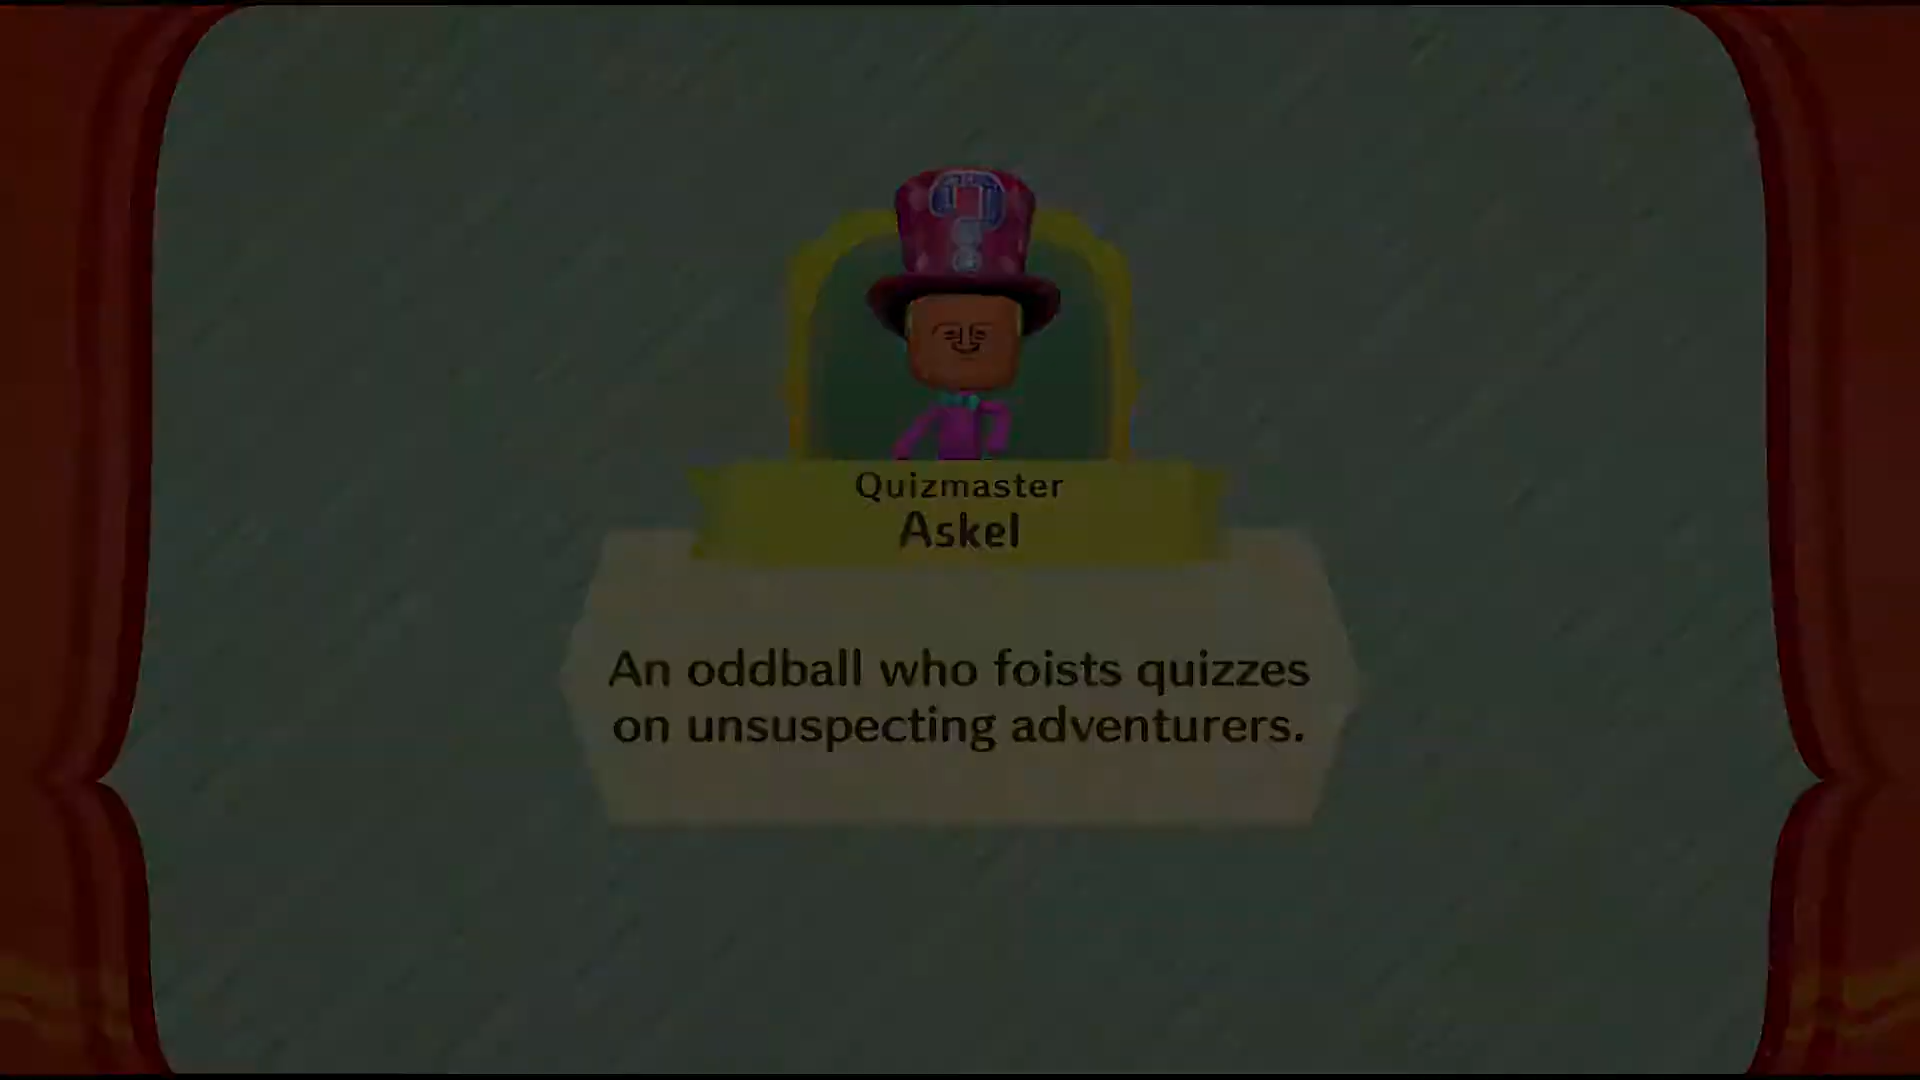 Quizmaster
Askel
An oddball who foists quizzes
on unsuspecting adventurers.